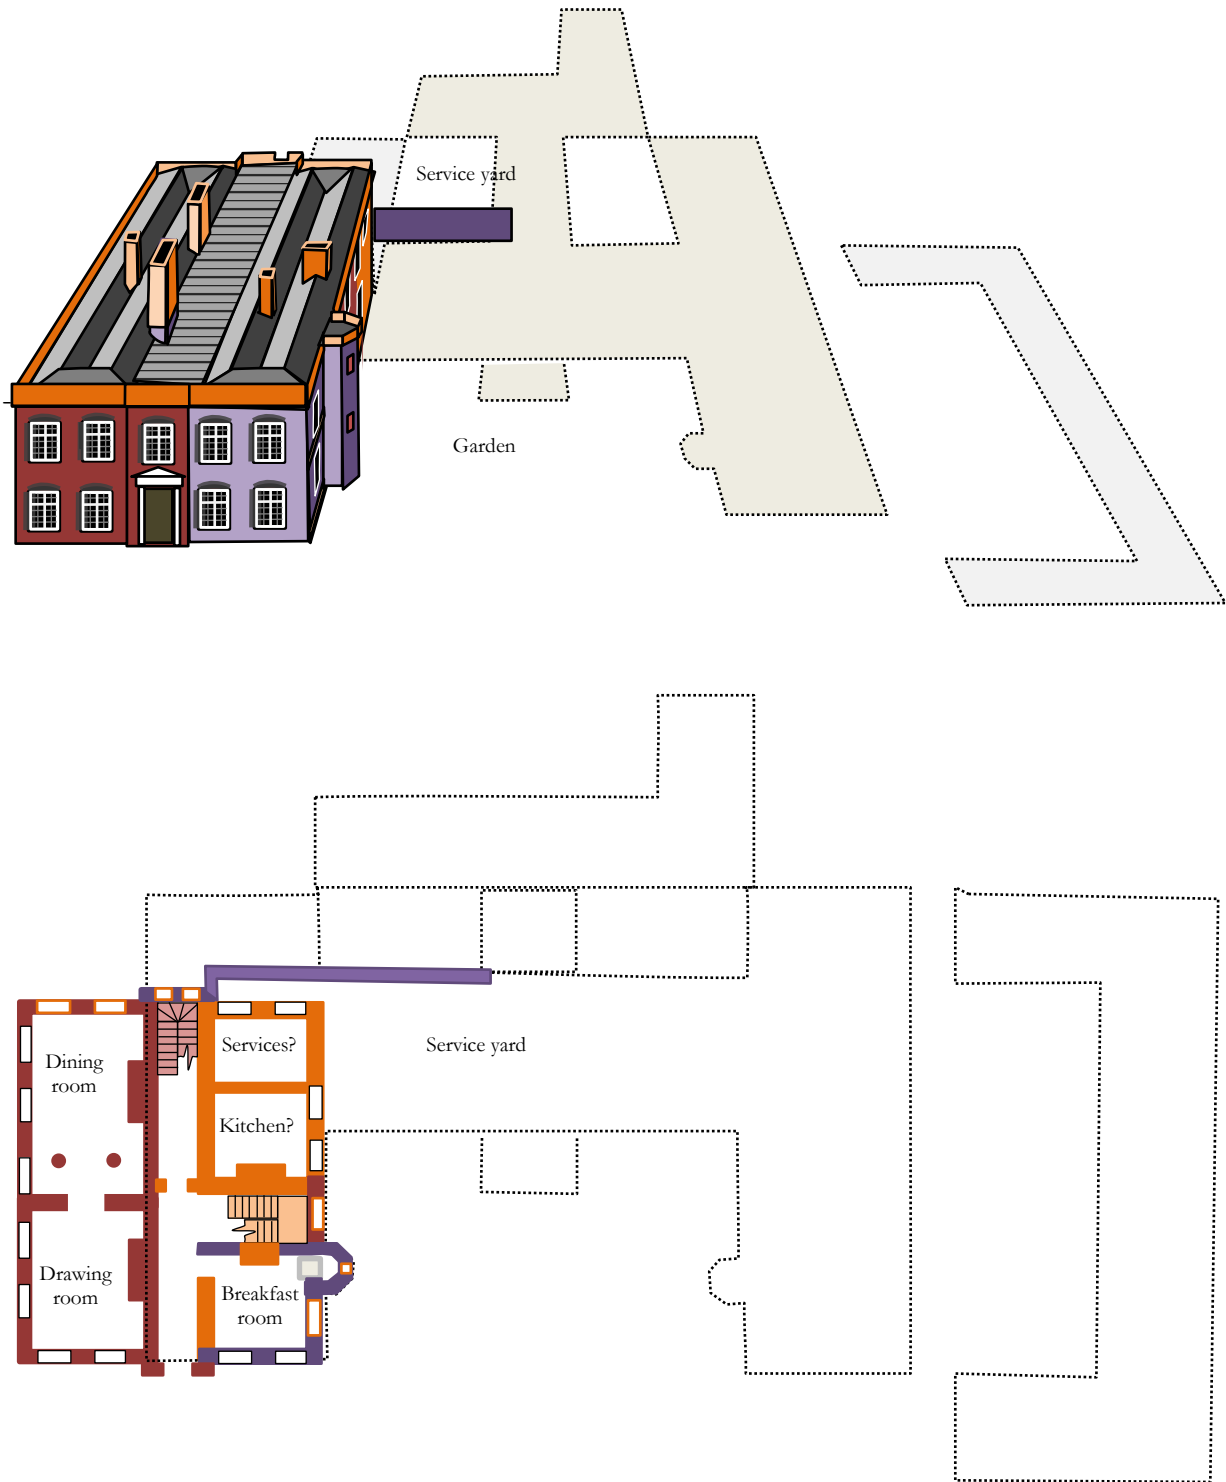 Service yard
Garden
Services?
Service yard
Dining
room
Kitchen?
Drawing
room
Breakfast
room